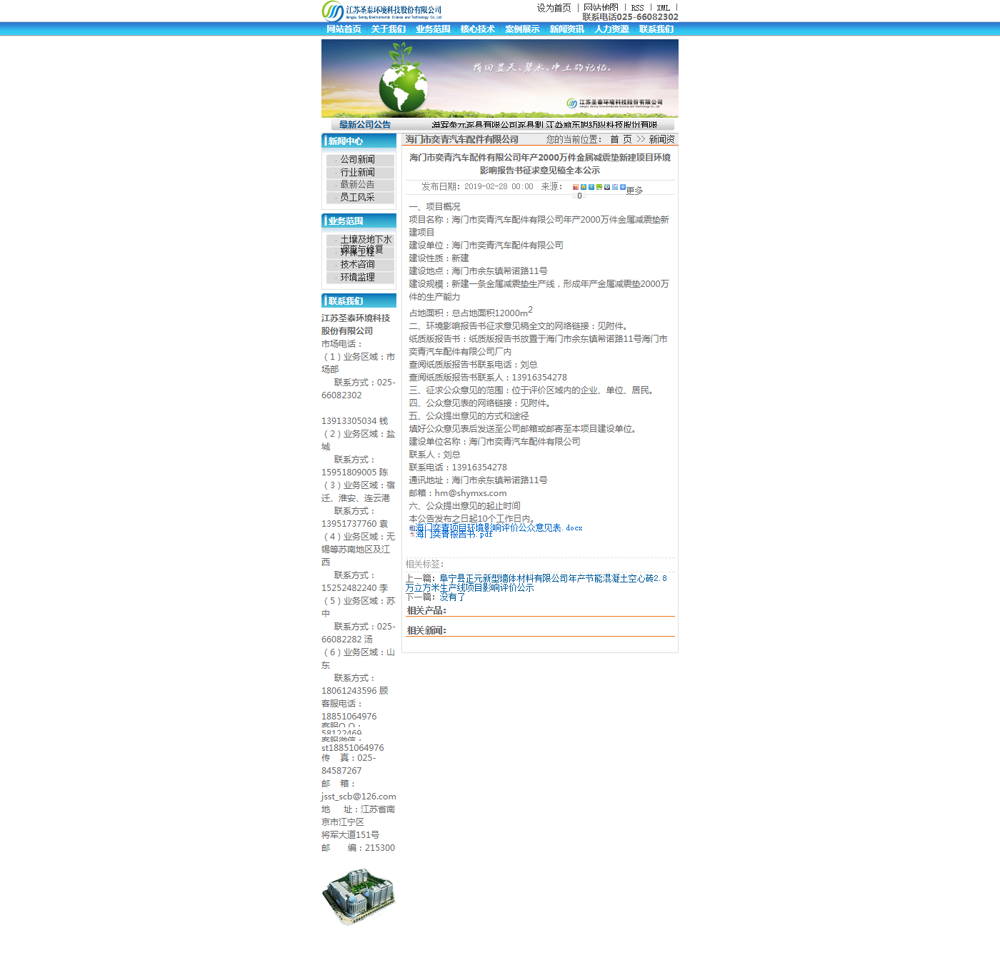 江苏圣泰环境科技股份有限公司
Jiangsu Sentay Environmental Science and Technology Co., Ltd
设为首页 | 网站地图 | RSS | XML |
联系电话025-66082302
网站首页 关于我们 业务范围 核心技术 案例展示 新闻资讯 人力资源 联系我们
找回蓝天、碧水、净土的记忆。
江苏圣泰环境科技股份有限公司
最新公司公告
海安泰元家具有限公司家具制 江苏新东旭纺织科技股份有限
新闻中心
公司新闻
行业新闻
最新公告
员工风采
业务范围
土壤及地下水
调查与修复
环保工程
技术咨询
环境监理
联系我们
江苏圣泰环境科技
股份有限公司
市场电话：
（1）业务区域：市
场部
联系方式：025-
66082302
13913305034 钱
（2）业务区域：盐
城
联系方式：
15951809005 陈
（3）业务区域：宿
迁、淮安、连云港
联系方式：
13951737760 袁
（4）业务区域：无
锡等苏南地区及江
西
联系方式：
15252482240 李
（5）业务区域：苏
中
联系方式：025-
66082282 汤
（6）业务区域：山
东
联系方式：
18061243596 顾
客服电话：
18851064976
客服Q Q：
58122469
客服微信：
st18851064976
传 真：025-
84587267
邮 箱：
jsst_scb@126.com
地 址：江苏省南
京市江宁区
将军大道151号
邮 编：215300
海门市奕青汽车配件有限公司 您的当前位置： 首 页 >> 新闻资
海门市奕青汽车配件有限公司年产2000万件金属减震垫新建项目环境
影响报告书征求意见稿全本公示
发布日期：2019-02-28 00:00 来源： 更多
0
一、项目概况
项目名称：海门市奕青汽车配件有限公司年产2000万件金属减震垫新
建项目
建设单位：海门市奕青汽车配件有限公司
建设性质：新建
建设地点：海门市余东镇希诺路11号
建设规模：新建一条金属减震垫生产线，形成年产金属减震垫2000万
件的生产能力
占地面积：总占地面积12000m2
二、环境影响报告书征求意见稿全文的网络链接：见附件。
纸质版报告书：纸质版报告书放置于海门市余东镇希诺路11号海门市
奕青汽车配件有限公司厂内
查阅纸质版报告书联系电话：刘总
查阅纸质版报告书联系人：13916354278
三、征求公众意见的范围：位于评价区域内的企业、单位、居民。
四、公众意见表的网络链接：见附件。
五、公众提出意见的方式和途径
填好公众意见表后发送至公司邮箱或邮寄至本项目建设单位。
建设单位名称：海门市奕青汽车配件有限公司
联系人：刘总
联系电话：13916354278
通讯地址：海门市余东镇希诺路11号
邮箱：hm@shymxs.com
六、公众提出意见的起止时间
本公告发布之日起10个工作日内。
海门奕青项目环境影响评价公众意见表.docx
海门奕青报告书.pdf
相关标签：
上一篇：阜宁县正元新型墙体材料有限公司年产节能混凝土空心砖2.8
万立方米生产线项目影响评价公示
下一篇：没有了
相关产品：
相关新闻：